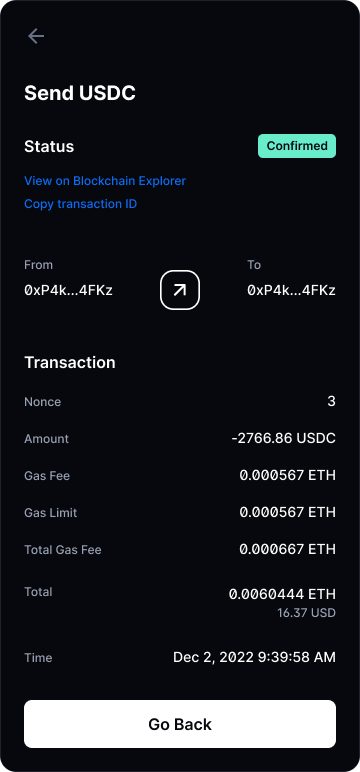 Send USDC
Status Confirmed
View on Blockchain Explorer
Copy transaction ID
From To
0xP4k...4FKz 0xP4k...4FKz
Transaction
Nonce 3
Amount -2766.86 USDC
Gas Fee 0.000567 ETH
Gas Limit 0.000567 ETH
Total Gas Fee 0.000667 ETH
Total 0.0060444 ETH
16.37 USD
Time Dec 2, 2022 9:39:58 AM
Go Back